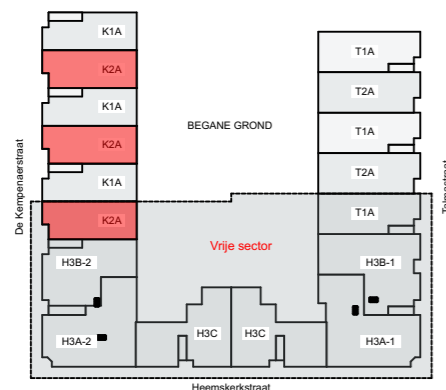 K1A
T1A
K2A
T2A
K1A
BEGANE GROND
T1A
K2A
T2A
K1A
De Kempenaerstraat
Talmastraat
K2A
T1A
Vrije sector
H3B-2
H3B-1
H3C
H3C
H3A-2
H3A-1
Heemskerkstraat